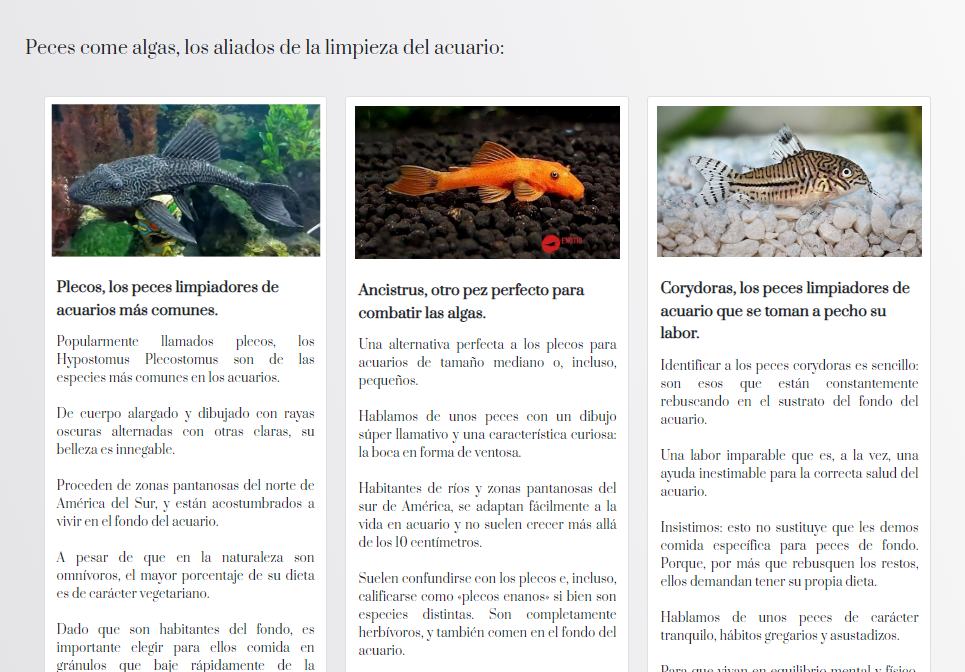 Peces come algas, los aliados de la limpieza del acuario:
Plecos, los peces limpiadores de
acuarios más comunes.
Popularmente llamados plecos, los
Hypostomus Plecostomus son de las
especies más comunes en los acuarios.
De cuerpo alargado y dibujado con rayas
oscuras alternadas con otras claras, su
belleza es innegable.
Proceden de zonas pantanosas del norte de
América del Sur, y están acostumbrados a
vivir en el fondo del acuario.
A pesar de que en la naturaleza son
omnívoros, el mayor porcentaje de su dieta
es de carácter vegetariano.
Dado que son habitantes del fondo, es
importante elegir para ellos comida en
gránulos que baje rápidamente de la
Ancistrus, otro pez perfecto para
combatir las algas.
Una alternativa perfecta a los plecos para
acuarios de tamaño mediano o, incluso,
pequeños.
Hablamos de unos peces con un dibujo
súper llamativo y una característica curiosa:
la boca en forma de ventosa.
Habitantes de ríos y zonas pantanosas del
sur de América, se adaptan fácilmente a la
vida en acuario y no suelen crecer más allá
de los 10 centímetros.
Suelen confundirse con los plecos e, incluso,
calificarse como «plecos enanos» si bien son
especies distintas. Son completamente
herbívoros, y también comen en el fondo del
acuario.
Corydoras, los peces limpiadores de
acuario que se toman a pecho su
labor.
Identificar a los peces corydoras es sencillo:
son esos que están constantemente
rebuscando en el sustrato del fondo del
acuario.
Una labor imparable que es, a la vez, una
ayuda inestimable para la correcta salud del
acuario.
Insistimos: esto no sustituye que les demos
comida específica para peces de fondo.
Porque, por más que rebusquen los restos,
ellos demandan tener su propia dieta.
Hablamos de unos peces de carácter
tranquilo, hábitos gregarios y asustadizos.
Para que vivan en equilibrio mental y físico,